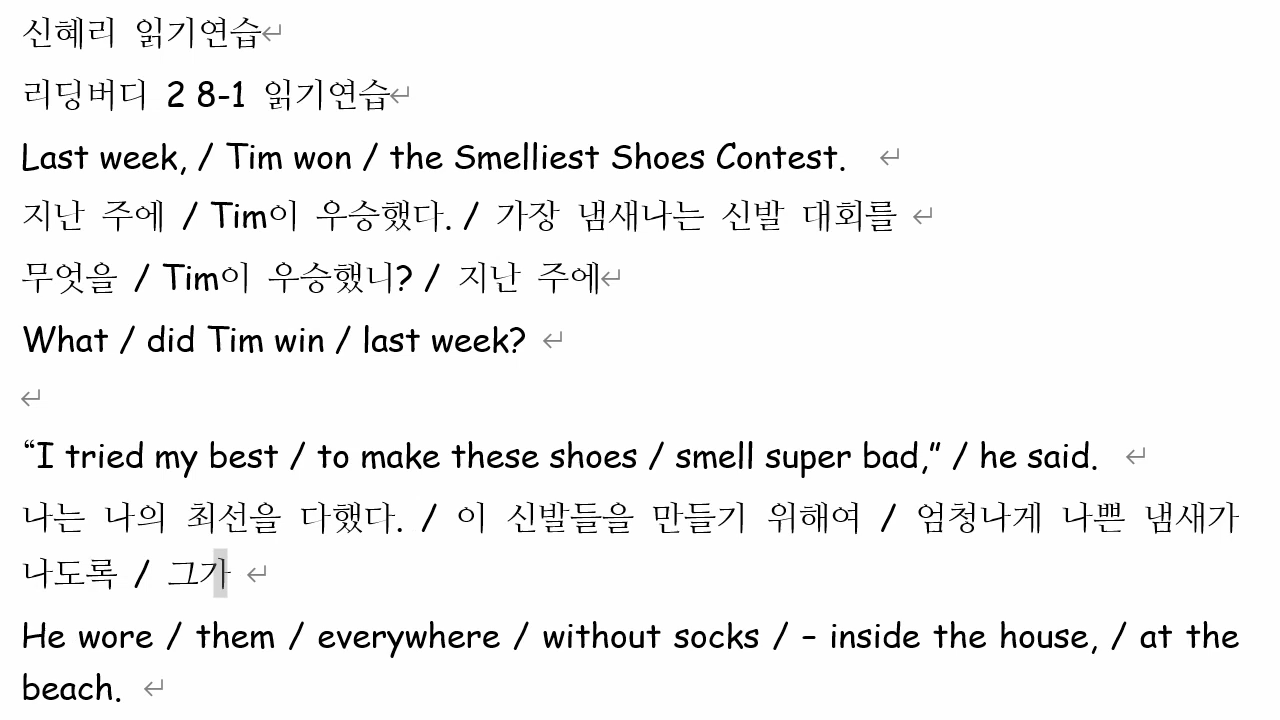 신혜리 읽기연습
리딩버디 2 8-1 읽기연습
Last week, / Tim won / the Smelliest Shoes Contest.
지난 주에 / Tim이 우승했다. / 가장 냄새나는 신발 대회를
무엇을 / Tim이 우승했니? / 지난 주에
What / did Tim win / last week?
“I tried my best / to make these shoes / smell super bad,” / he said.
나는 나의 최선을 다했다. / 이 신발들을 만들기 위해여 / 엄청나게 나쁜 냄새가
나도록 / 그가
He wore / them / everywhere / without socks / – inside the house, / at the
beach.